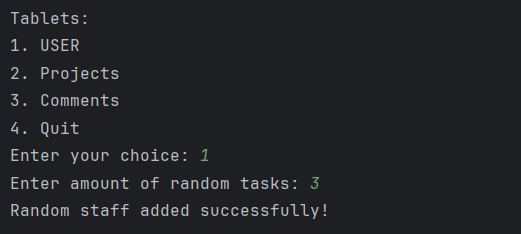 Tablets:
1. USER
2. Projects
3. Comments
4. Quit
Enter your choice: 1
Enter amount of random tasks: 3
Random staff added successfully!